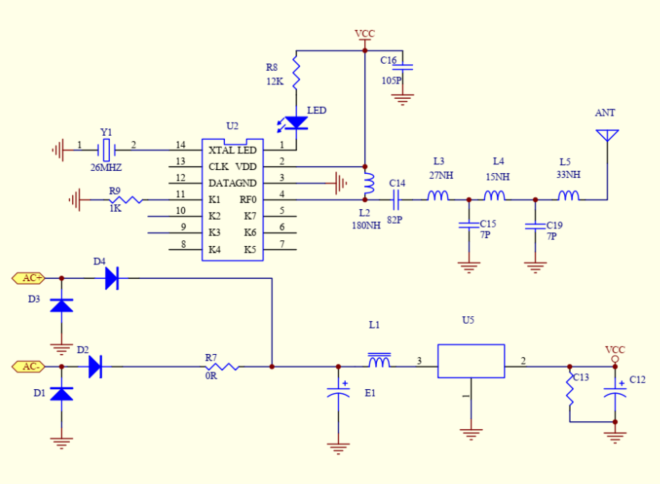 VCC
R8
12K
C16
105P
LED
U2
ANT
Y1
1
2
26MHZ
14
XTAL LED
1
13
CLK VDD
2
12
DATAGND
3
11
K1
RF0
4
10
K2
K7
5
9
K3
K6
6
8
K4
K5
7
R9
1K
L2
180NH
C14
82P
L3
27NH
L4
15NH
L5
33NH
C15
7P
C19
7P
AC+
D4
D3
AC-
D2
D1
R7
0R
L1
E1
U5
3
2
1
VCC
C13
C12